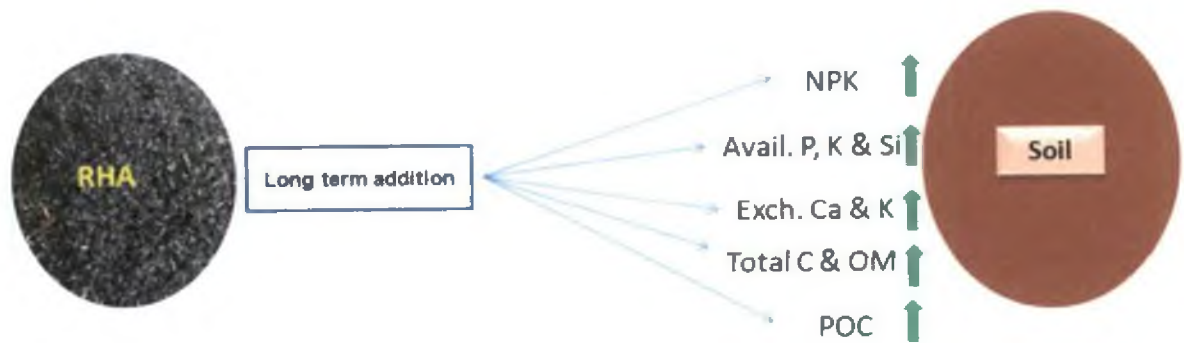 RHA
Long term addition
NPK
Avail. P, K & Si
Exch. Ca & K
Total C & OM
POC
Soil